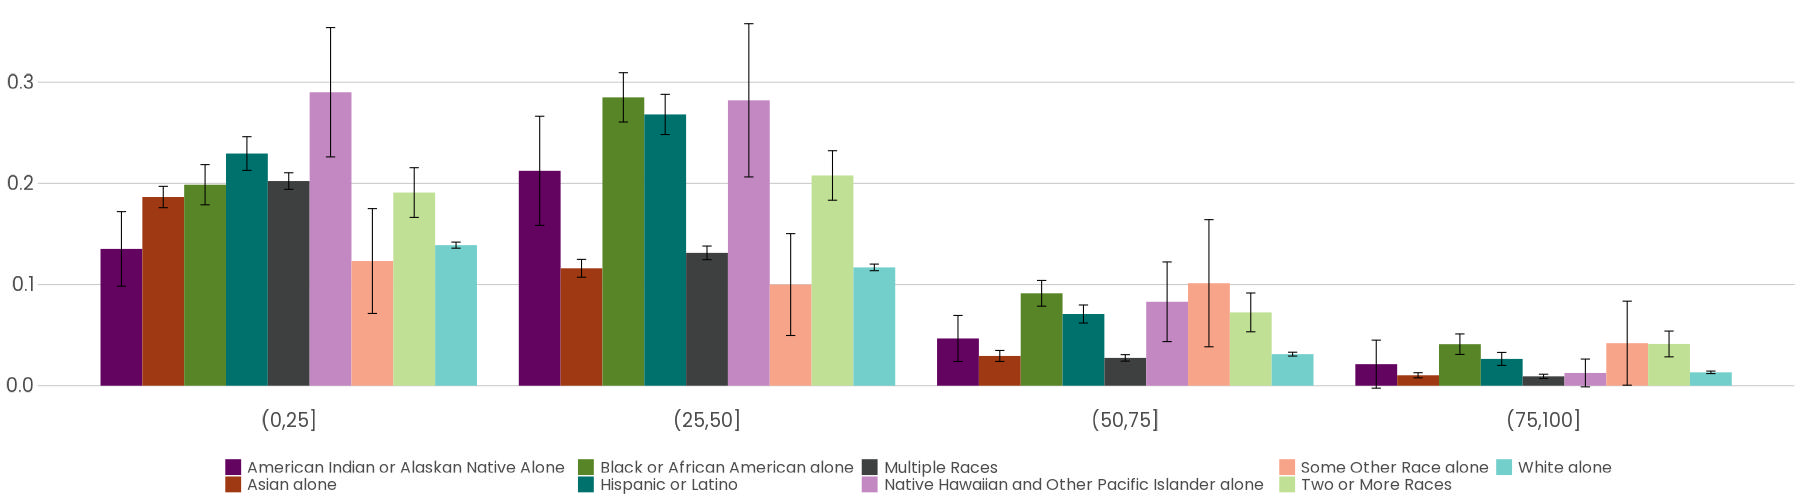 0.3
0.2
0.1
0.0
(0,25] (25,50] (50,75] (75,100]
American Indian or Alaskan Native Alone Black or African American alone Multiple Races Some Other Race alone White alone
Asian alone Hispanic or Latino Native Hawaiian and Other Pacific Islander alone Two or More Races